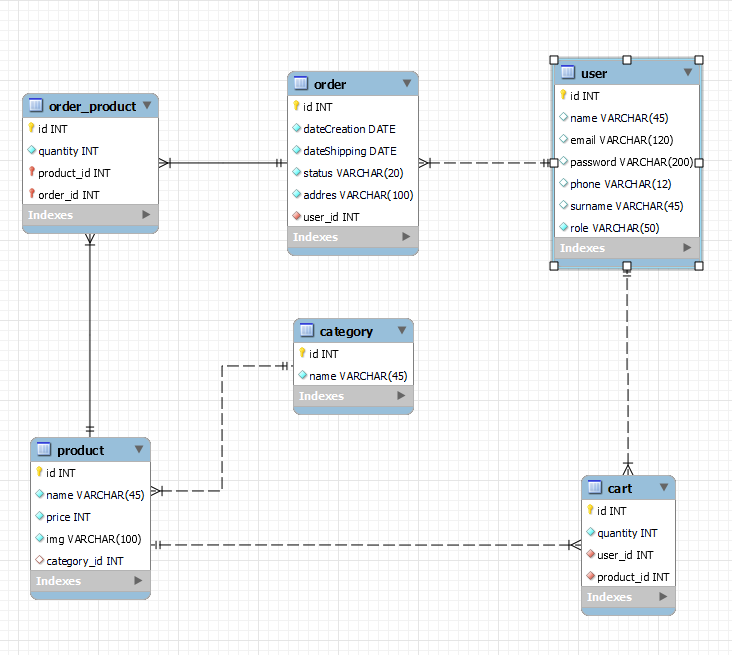 order_product
id INT
quantity INT
product_id INT
order_id INT
Indexes
order
id INT
dateCreation DATE
dateShipping DATE
status VARCHAR(20)
addres VARCHAR(100)
user_id INT
Indexes
user
id INT
name VARCHAR(45)
email VARCHAR(120)
password VARCHAR(200)
phone VARCHAR(12)
surname VARCHAR(45)
role VARCHAR(50)
Indexes
category
id INT
name VARCHAR(45)
Indexes
product
id INT
name VARCHAR(45)
price INT
img VARCHAR(100)
category_id INT
Indexes
cart
id INT
quantity INT
user_id INT
product_id INT
Indexes